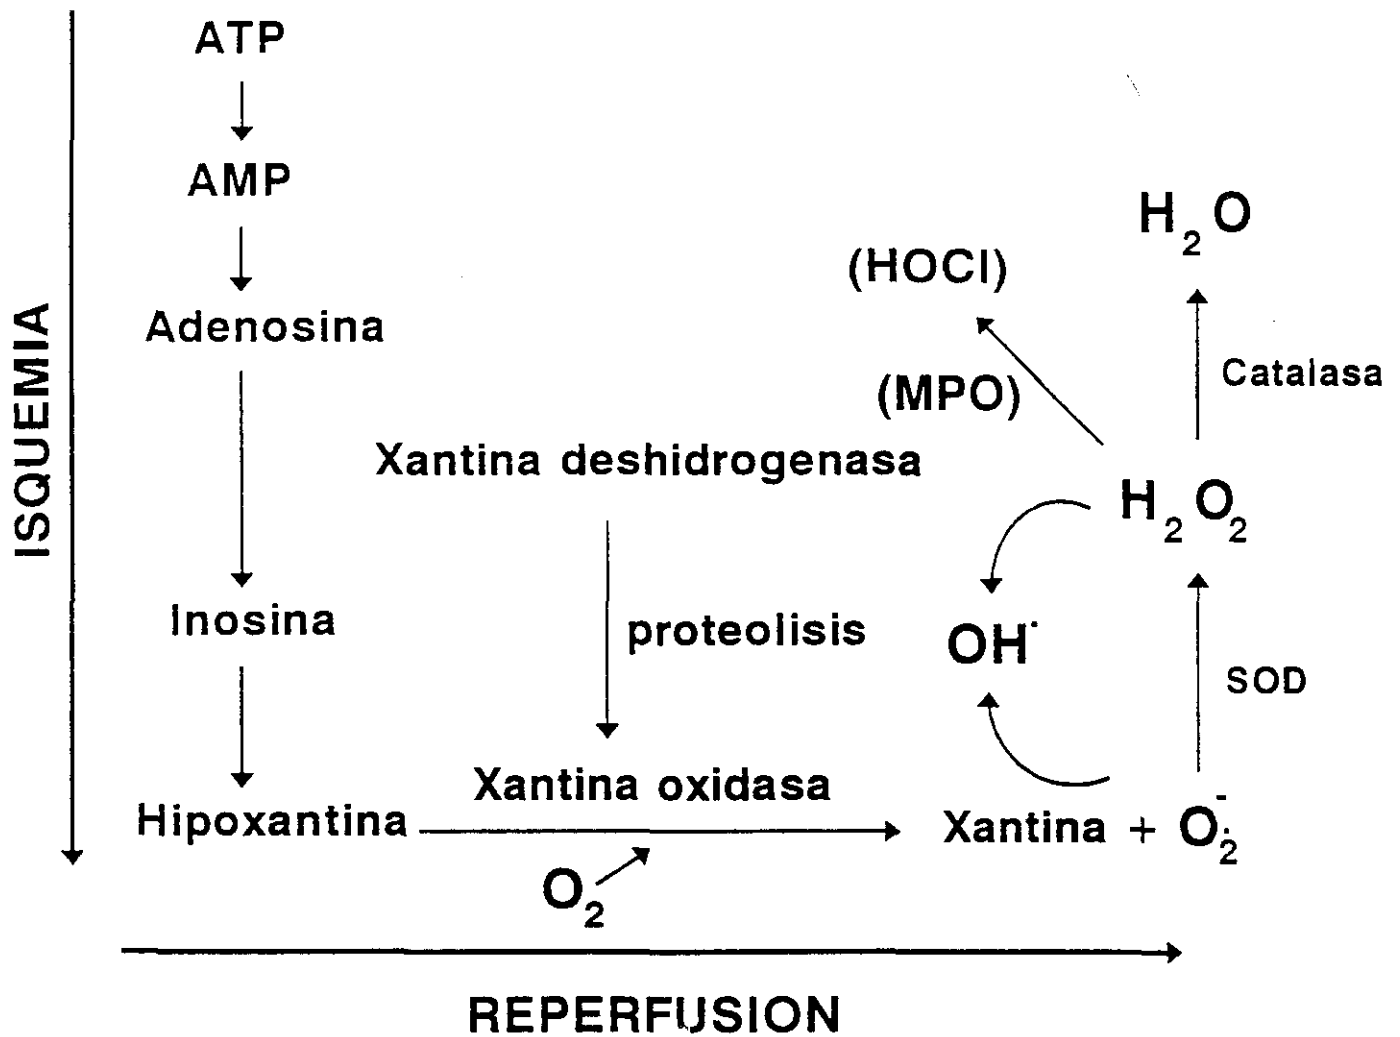 ATP
AMP
Adenosina
Inosina
Hipoxantina
ISQUEMIA
Xantina deshidrogenasa
proteolisis
Xantina oxidasa
O₂
Xantina + O₂·⁻
SOD
OH·
H₂O₂
(MPO)
(HOCl)
Catalasa
H₂O
REPERFUSION